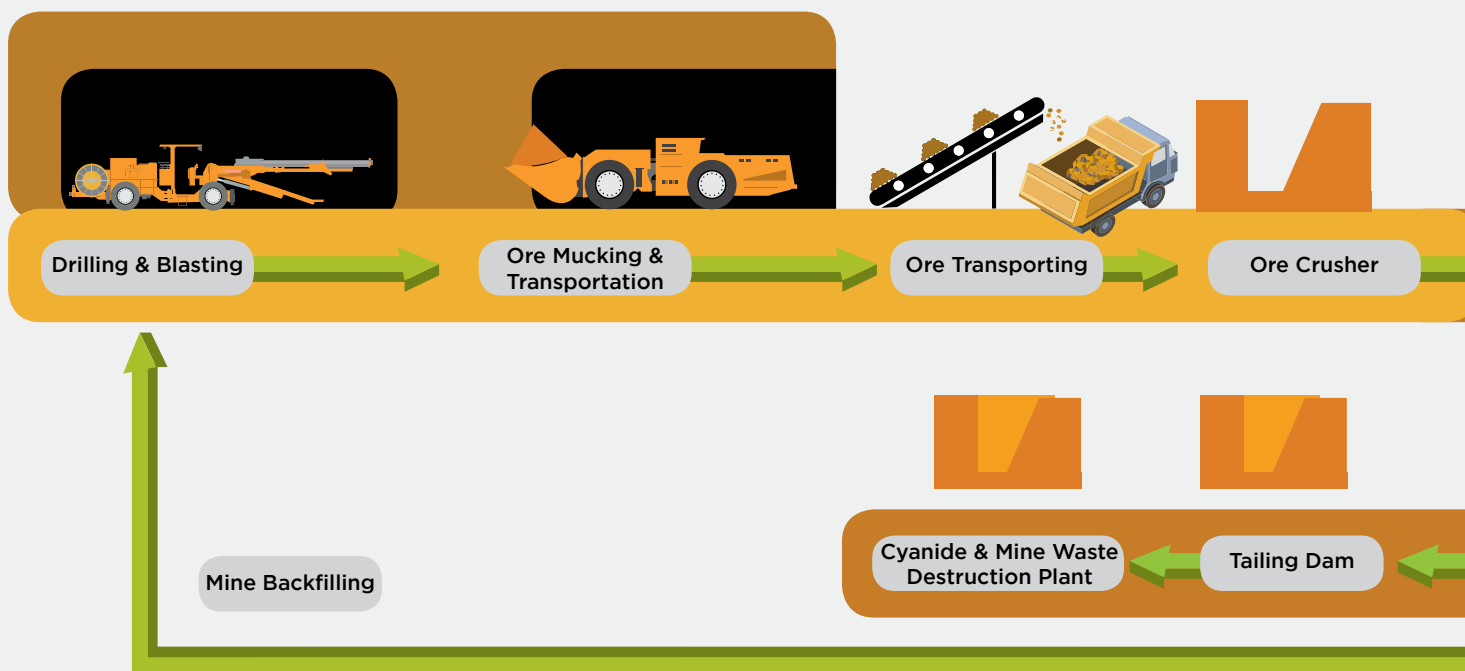 Drilling & Blasting
Ore Mucking &
Transportation
Ore Transporting
Ore Crusher
Cyanide & Mine Waste
Destruction Plant
Tailing Dam
Mine Backfilling